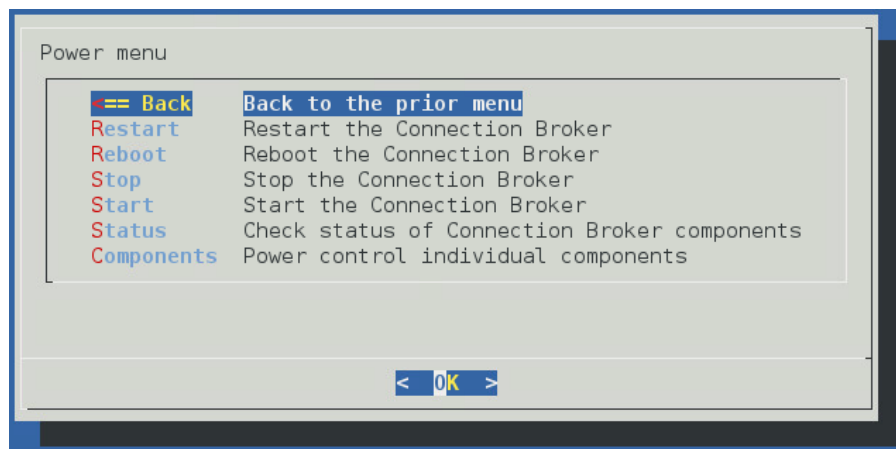 Power menu
<== Back Back to the prior menu
Restart Restart the Connection Broker
Reboot Reboot the Connection Broker
Stop Stop the Connection Broker
Start Start the Connection Broker
Status Check status of Connection Broker components
Components Power control individual components
< OK >